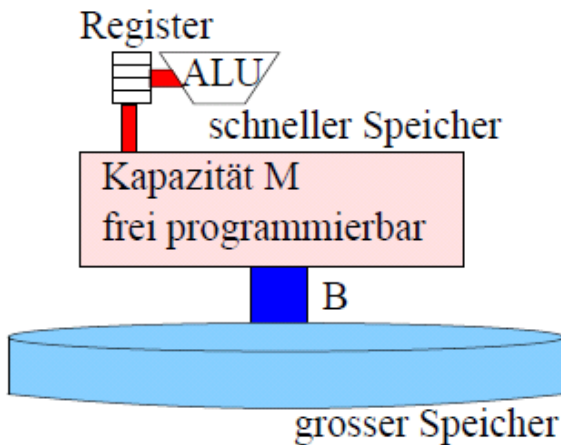 Register
ALU
schneller Speicher
Kapazität M
frei programmierbar
B
grosser Speicher